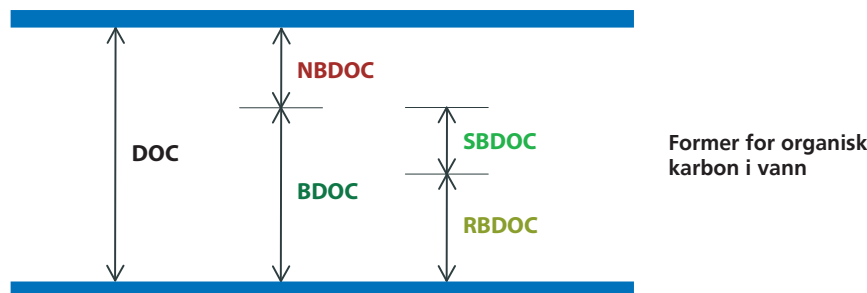 NBDOC
DOC
SBDOC
BDOC
RBDOC
Former for organisk
karbon i vann